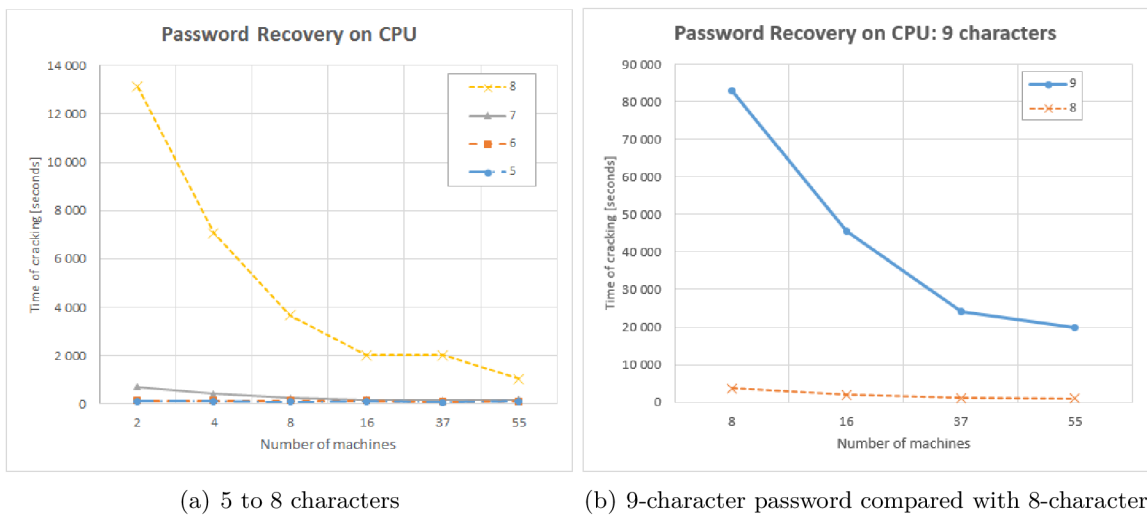 Password Recovery on CPU
14 000
12 000
10 000
8 000
6 000
4 000
2 000
0
Time of cracking [seconds]
8
7
6
5
2 4 8 16 37 55
Number of machines
(a) 5 to 8 characters
Password Recovery on CPU: 9 characters
90 000
80 000
70 000
60 000
50 000
40 000
30 000
20 000
10 000
0
Time of cracking [seconds]
9
8
8 16 37 55
Number of machines
(b) 9-character password compared with 8-character